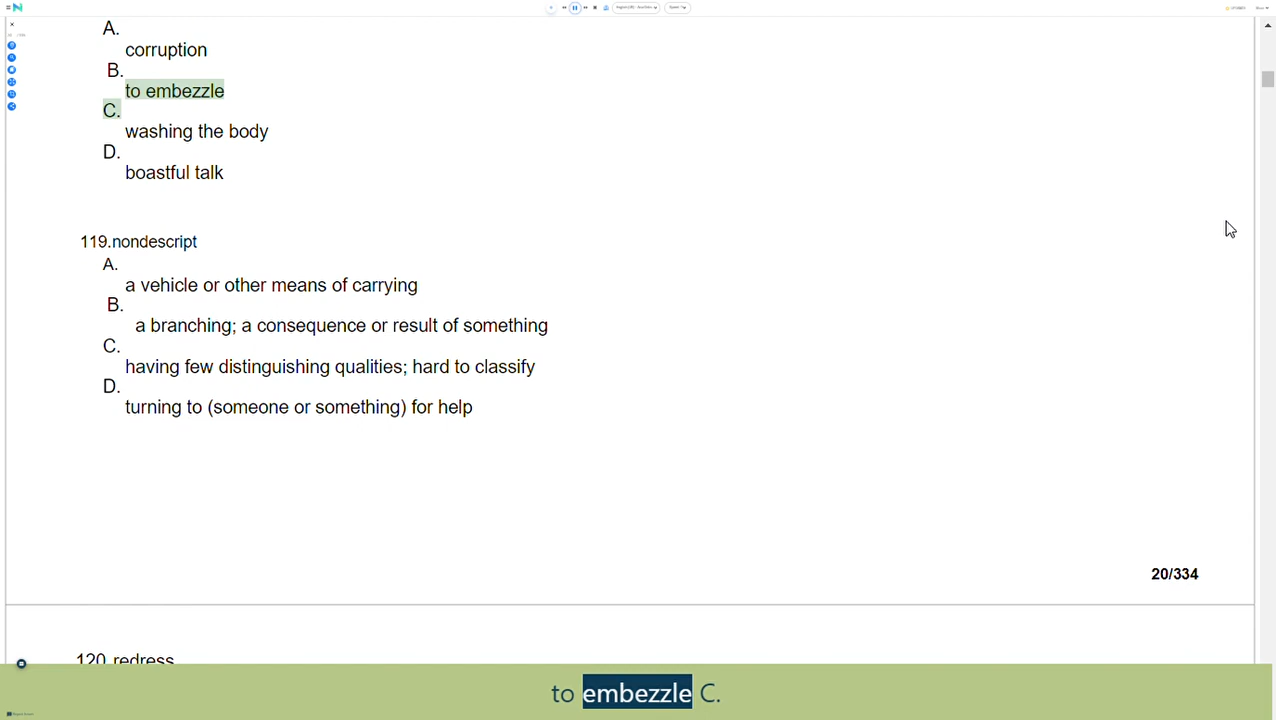 A.
corruption
B.
to embezzle
C.
washing the body
D.
boastful talk
119.nondescript
A.
a vehicle or other means of carrying
B.
a branching; a consequence or result of something
C.
having few distinguishing qualities; hard to classify
D.
turning to (someone or something) for help
20/334
120.redress
to embezzle C.